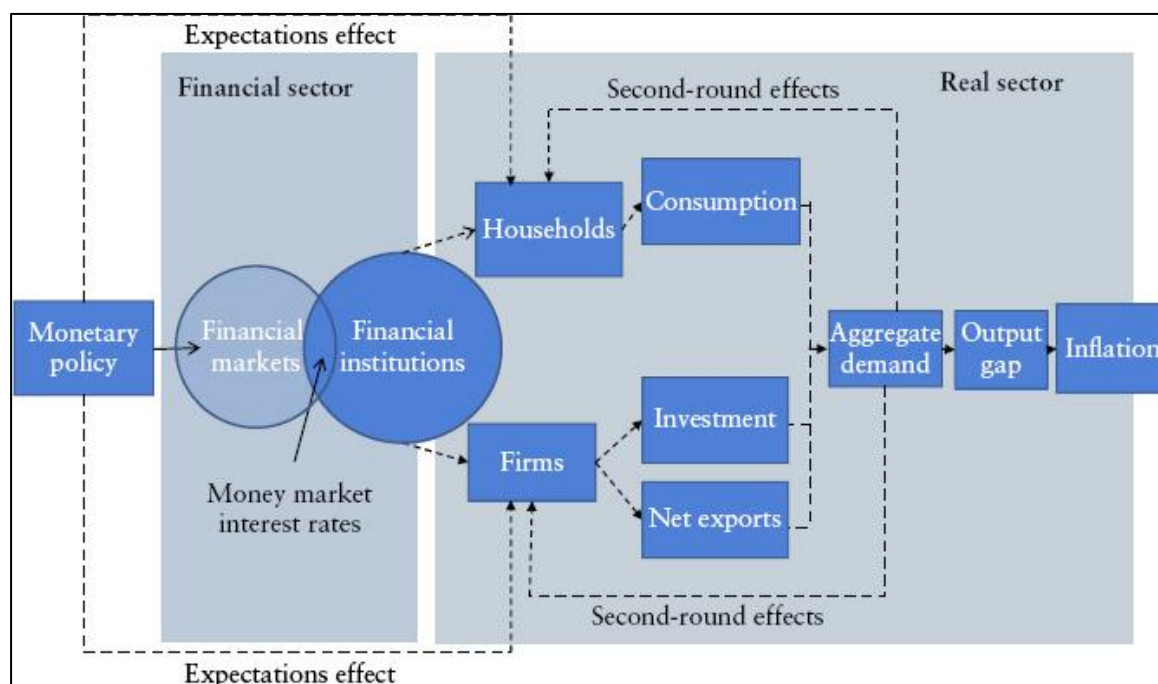 Expectations effect
Financial sector
Real sector
Second-round effects
Households
Consumption
Monetary
policy
Financial
markets
Financial
institutions
Aggregate
demand
Output
gap
Inflation
Money market
interest rates
Firms
Investment
Net exports
Second-round effects
Expectations effect